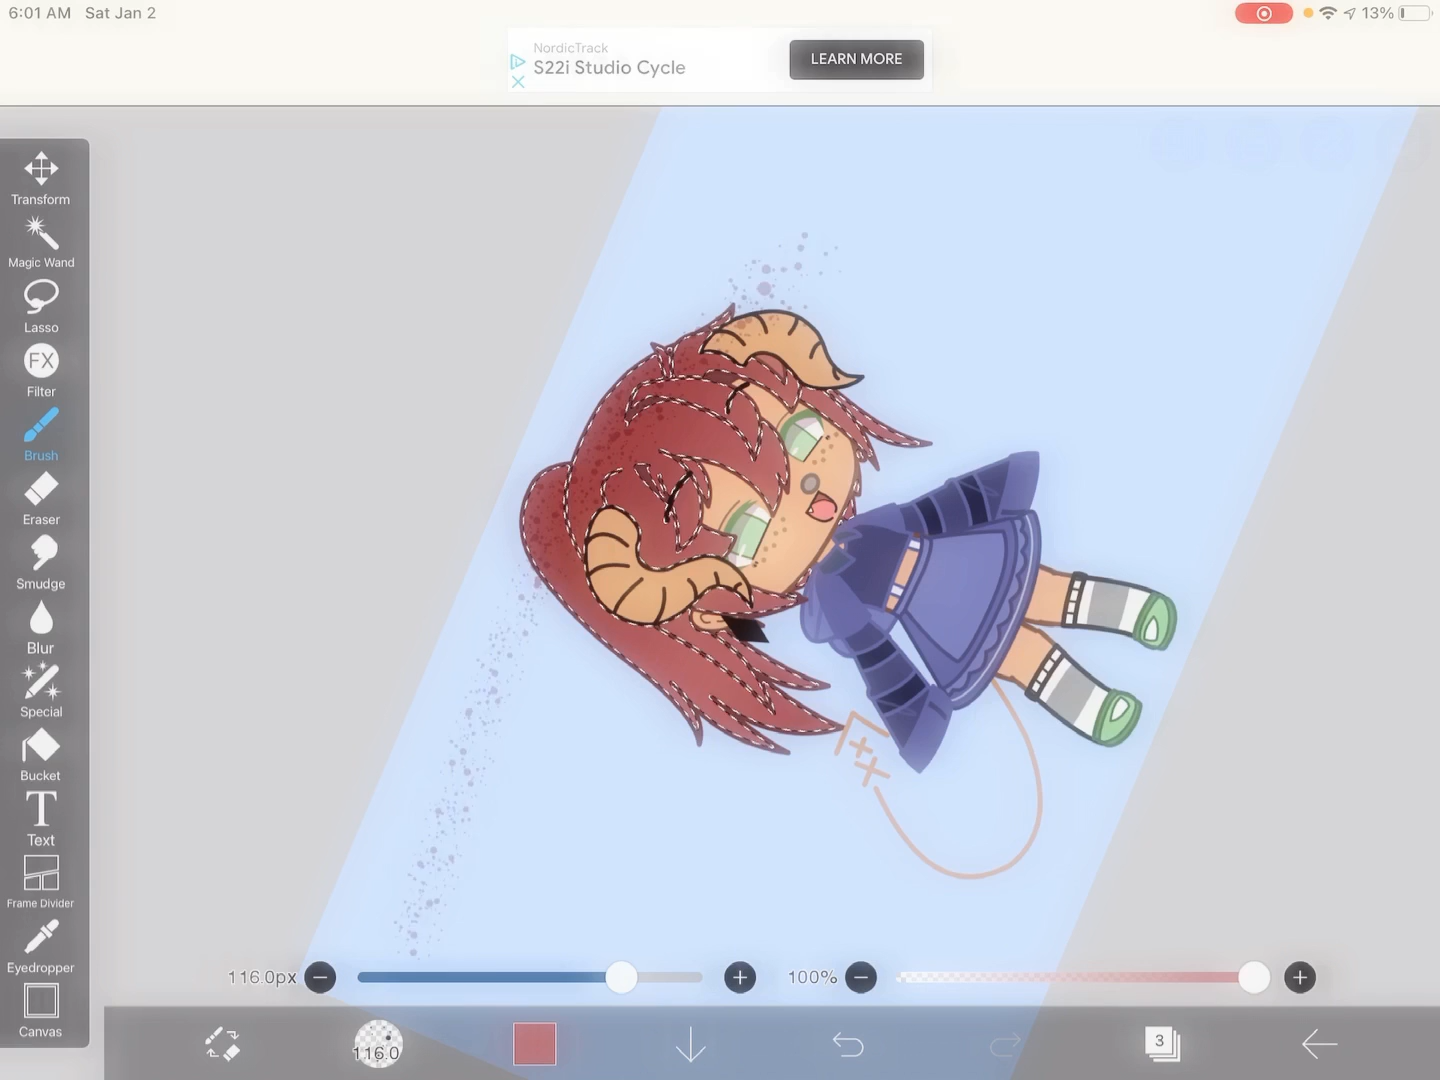 6:01 AM Sat Jan 2
13%
NordicTrack
S22i Studio Cycle
LEARN MORE
Transform
Magic Wand
Lasso
FX
Filter
Brush
Eraser
Smudge
Blur
Special
Bucket
T
Text
Frame Divider
Eyedropper
Canvas
116.0px
100%
116.0
3